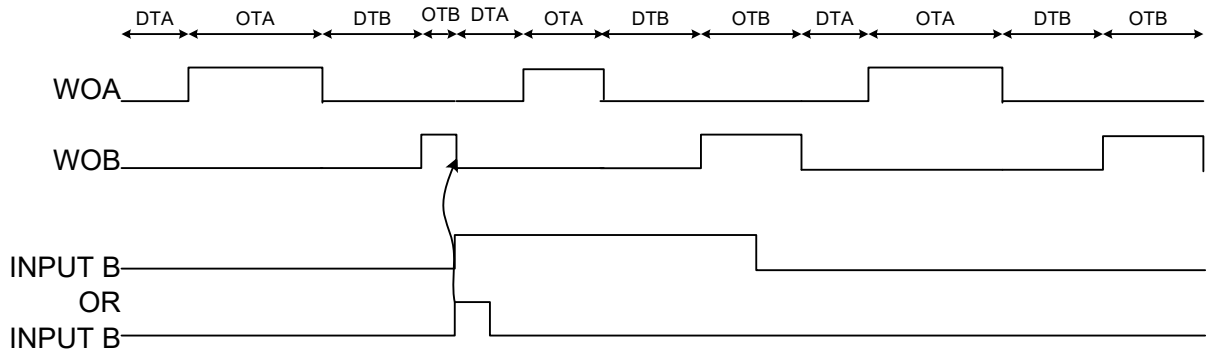 DTA OTA DTB OTB DTA OTA DTB OTB DTA OTA DTB OTB
WOA
WOB
INPUT B
OR
INPUT B